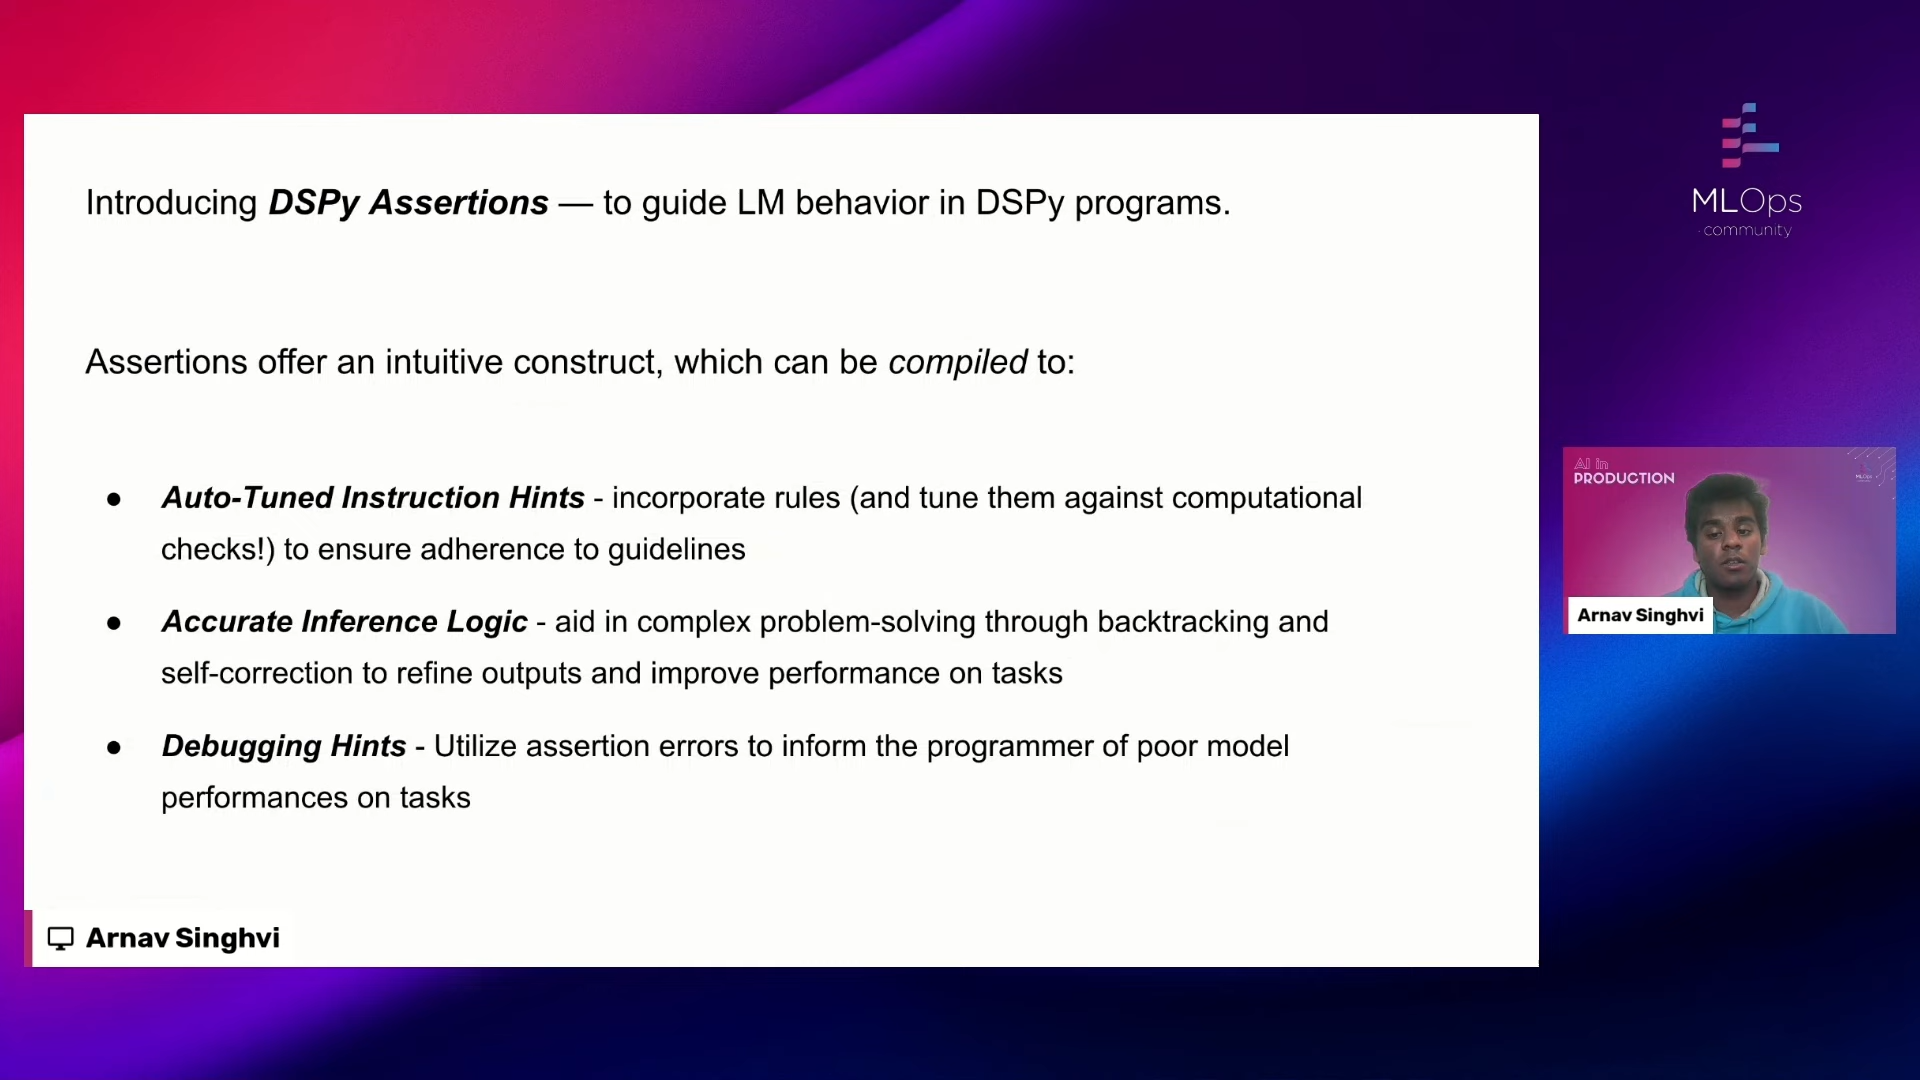 Introducing DSPy Assertions — to guide LM behavior in DSPy programs.
Assertions offer an intuitive construct, which can be compiled to:
● Auto-Tuned Instruction Hints - incorporate rules (and tune them against computational
checks!) to ensure adherence to guidelines
● Accurate Inference Logic - aid in complex problem-solving through backtracking and
self-correction to refine outputs and improve performance on tasks
● Debugging Hints - Utilize assertion errors to inform the programmer of poor model
performances on tasks
Arnav Singhvi
MLOps
community
AI in
PRODUCTION
Arnav Singhvi